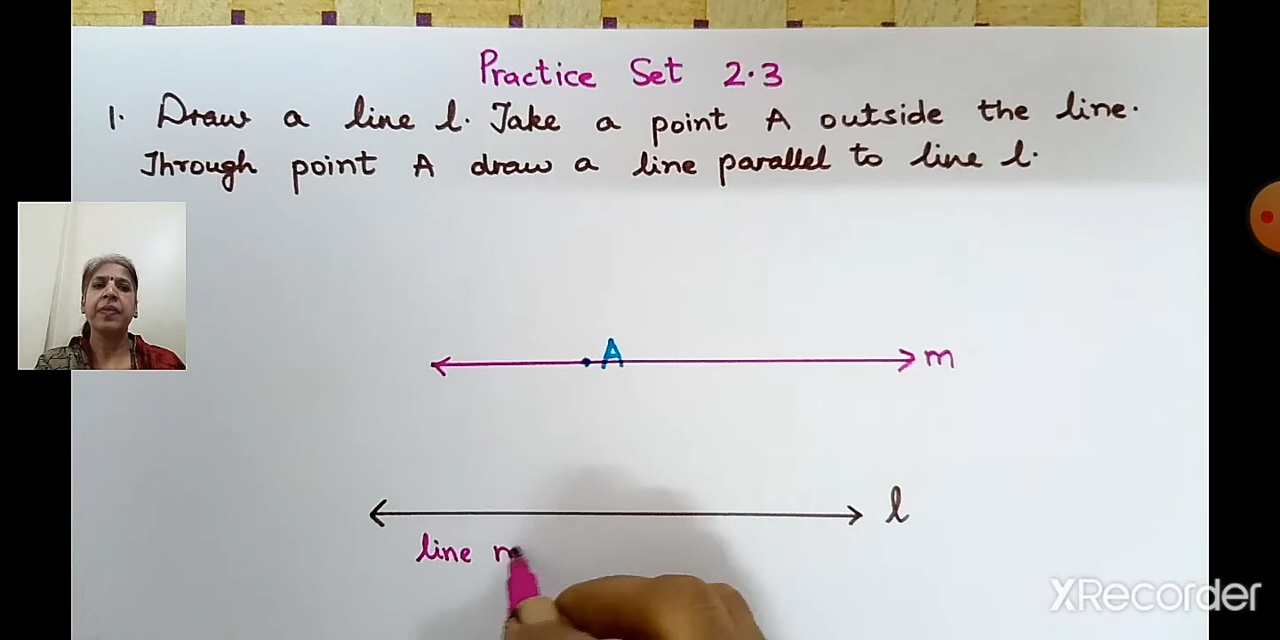 Practice Set 2.3
1. Draw a line l. Take a point A outside the line.
Through point A draw a line parallel to line l.
A
m
l
line m
XRecorder